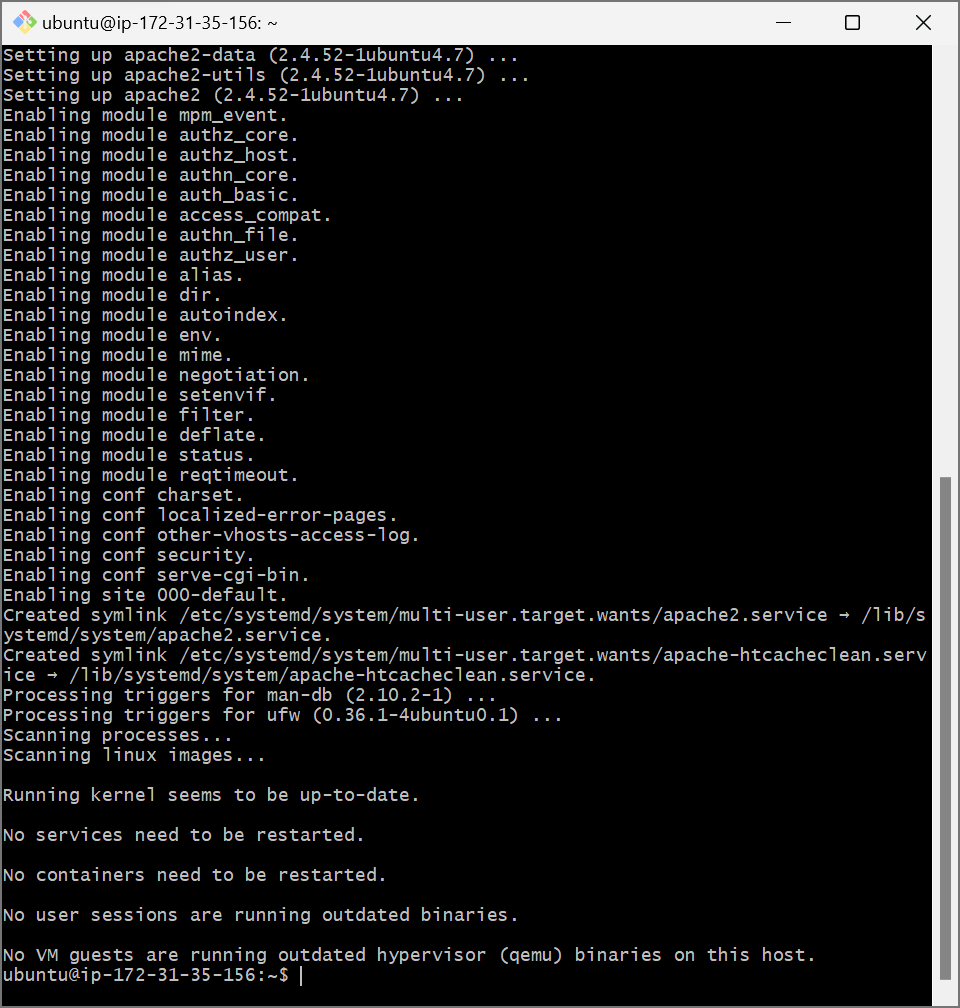 ubuntu@ip-172-31-35-156: ~
Setting up apache2-data (2.4.52-1ubuntu4.7) ...
Setting up apache2-utils (2.4.52-1ubuntu4.7) ...
Setting up apache2 (2.4.52-1ubuntu4.7) ...
Enabling module mpm_event.
Enabling module authz_core.
Enabling module authz_host.
Enabling module authn_core.
Enabling module auth_basic.
Enabling module access_compat.
Enabling module authn_file.
Enabling module authz_user.
Enabling module alias.
Enabling module dir.
Enabling module autoindex.
Enabling module env.
Enabling module mime.
Enabling module negotiation.
Enabling module setenvif.
Enabling module filter.
Enabling module deflate.
Enabling module status.
Enabling module reqtimeout.
Enabling conf charset.
Enabling conf localized-error-pages.
Enabling conf other-vhosts-access-log.
Enabling conf security.
Enabling conf serve-cgi-bin.
Enabling site 000-default.
Created symlink /etc/systemd/system/multi-user.target.wants/apache2.service → /lib/s
ystemd/system/apache2.service.
Created symlink /etc/systemd/system/multi-user.target.wants/apache-htcacheclean.serv
ice → /lib/systemd/system/apache-htcacheclean.service.
Processing triggers for man-db (2.10.2-1) ...
Processing triggers for ufw (0.36.1-4ubuntu0.1) ...
Scanning processes...
Scanning linux images...
Running kernel seems to be up-to-date.
No services need to be restarted.
No containers need to be restarted.
No user sessions are running outdated binaries.
No VM guests are running outdated hypervisor (qemu) binaries on this host.
ubuntu@ip-172-31-35-156:~$